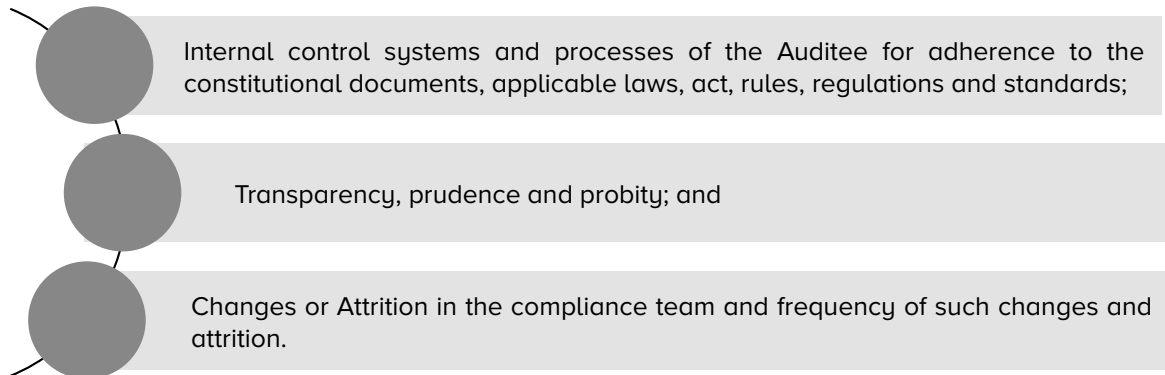 Internal control systems and processes of the Auditee for adherence to the
constitutional documents, applicable laws, act, rules, regulations and standards;
Transparency, prudence and probity; and
Changes or Attrition in the compliance team and frequency of such changes and
attrition.